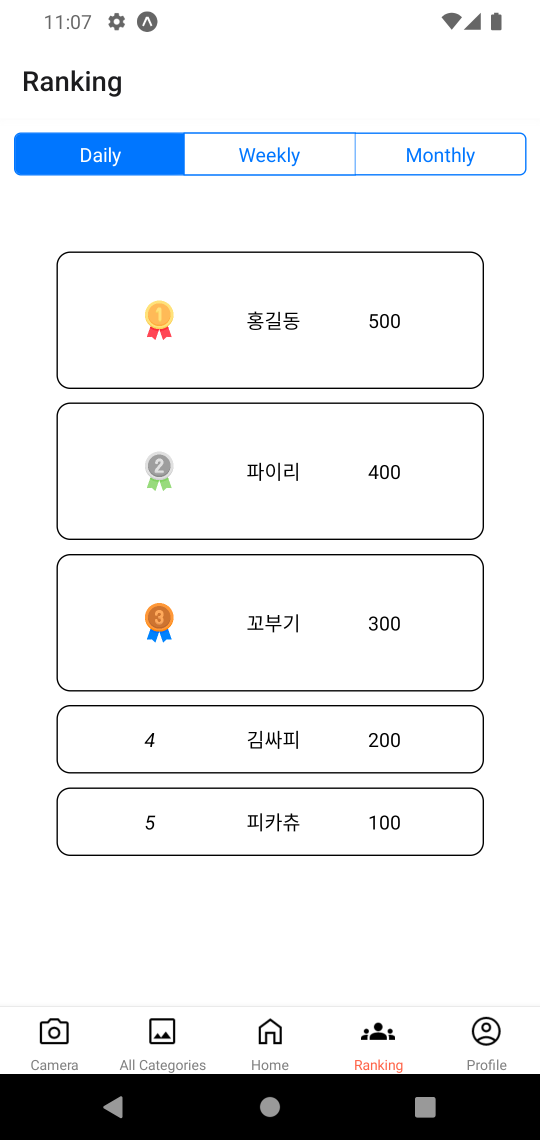 11:07
Ranking
Daily Weekly Monthly
1 홍길동 500
2 파이리 400
3 꼬부기 300
4 김싸피 200
5 피카츄 100
Camera All Categories Home Ranking Profile